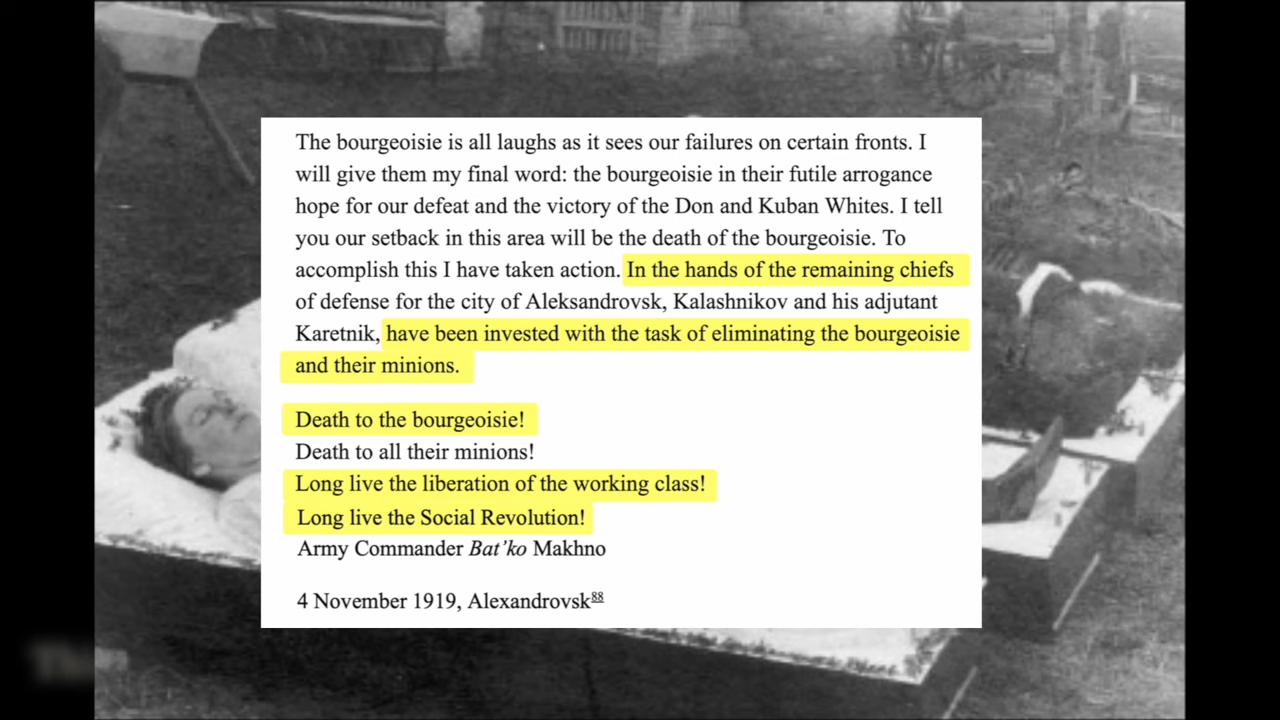 The bourgeoisie is all laughs as it sees our failures on certain fronts. I
will give them my final word: the bourgeoisie in their futile arrogance
hope for our defeat and the victory of the Don and Kuban Whites. I tell
you our setback in this area will be the death of the bourgeoisie. To
accomplish this I have taken action. In the hands of the remaining chiefs
of defense for the city of Aleksandrovsk, Kalashnikov and his adjutant
Karetnik, have been invested with the task of eliminating the bourgeoisie
and their minions.
Death to the bourgeoisie!
Death to all their minions!
Long live the liberation of the working class!
Long live the Social Revolution!
Army Commander Bat’ko Makhno
4 November 1919, Alexandrovsk88